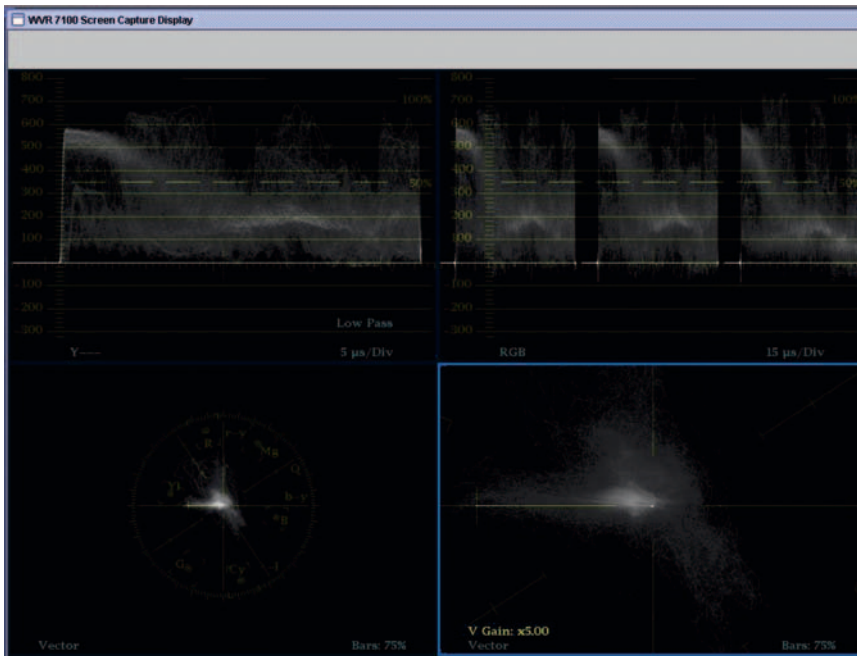 WVR 7100 Screen Capture Display
800
700
600
500
400
300
200
100
-100
-200
-300
100%
50%
Low Pass
Y----
5 µs/Div
800
700
600
500
400
300
200
100
-100
-200
-300
100%
50%
RGB
15 µs/Div
R
r-y
Mg
Q
b-y
B
-I
Cy
G
Yl
Vector
Bars: 75%
V Gain: x5.00
Vector
Bars: 75%